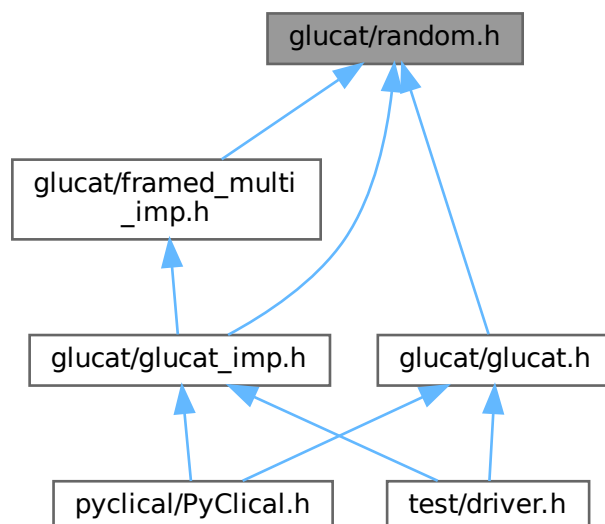 glucat/random.h
glucat/framed_multi
_imp.h
glucat/glucat_imp.h
glucat/glucat.h
pyclical/PyClical.h
test/driver.h